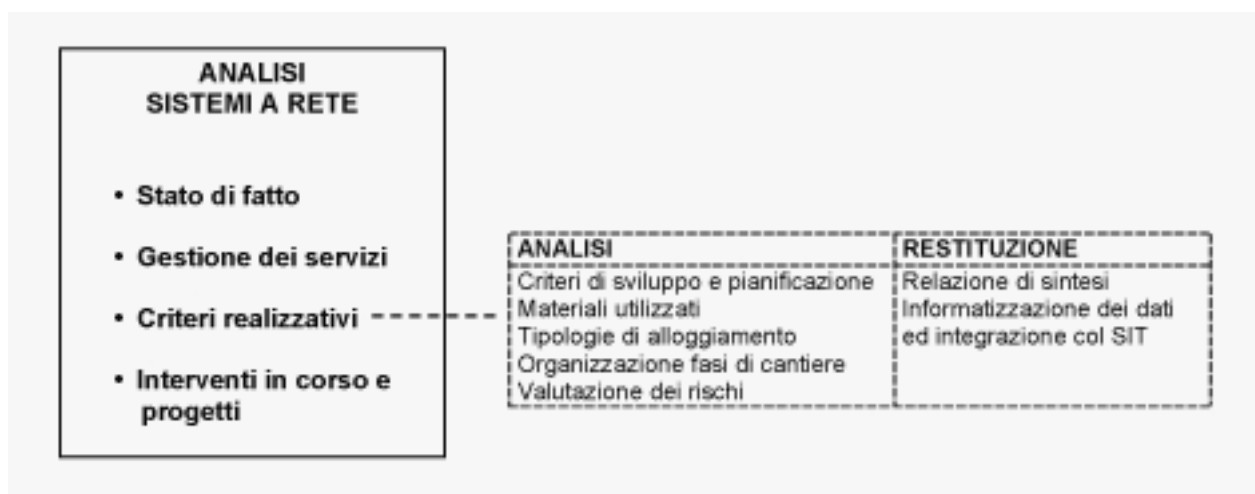 ANALISI
SISTEMI A RETE
• Stato di fatto
• Gestione dei servizi
• Criteri realizzativi
• Interventi in corso e
progetti
ANALISI
Criteri di sviluppo e pianificazione
Materiali utilizzati
Tipologie di alloggiamento
Organizzazione fasi di cantiere
Valutazione dei rischi
RESTITUZIONE
Relazione di sintesi
Informatizzazione dei dati
ed integrazione col SIT